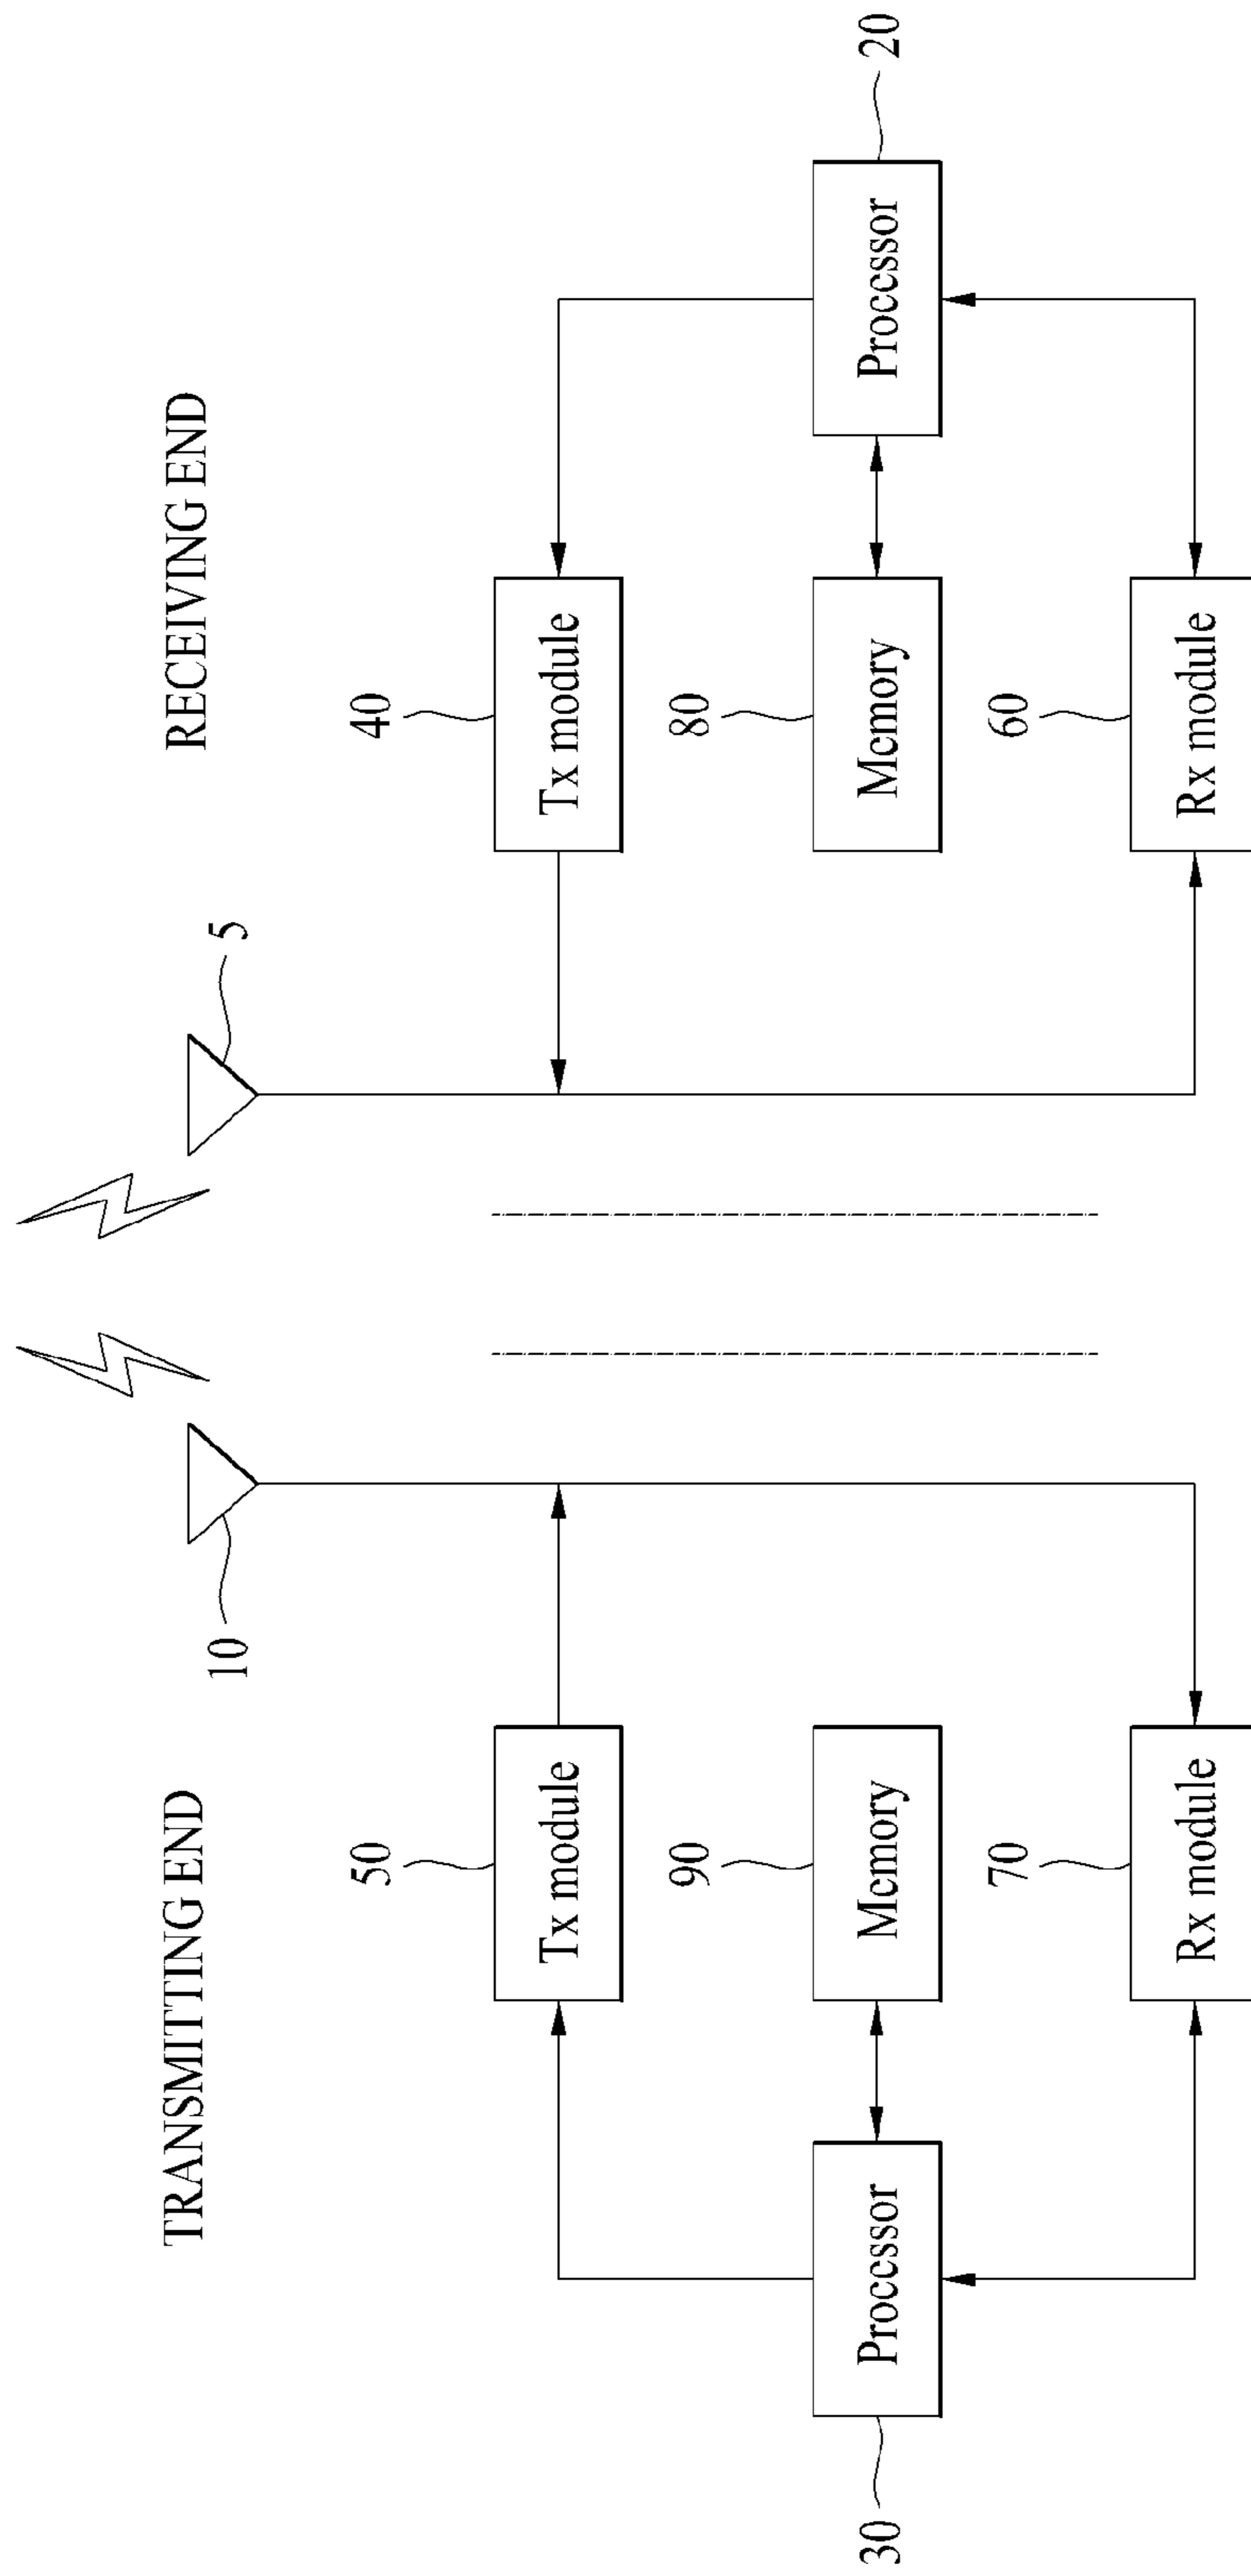 TRANSMITTING END
RECEIVING END
10
5
50
Tx module
40
Tx module
30
Processor
90
Memory
80
Memory
Processor
20
70
Rx module
60
Rx module